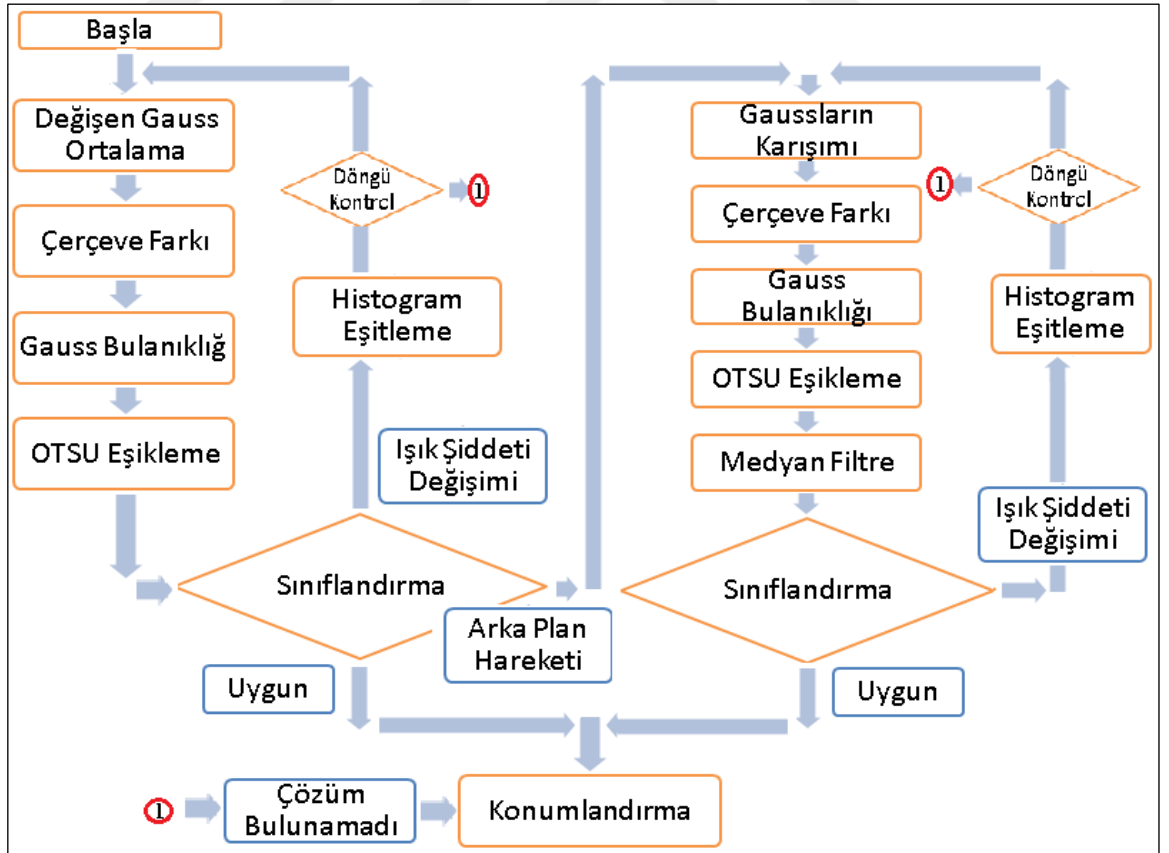 Başla
Değişen Gauss
Ortalama
Çerçeve Farkı
Gauss Bulanıklığ
OTSU Eşikleme
Döngü
Kontrol
1
Histogram
Eşitleme
Işık Şiddeti
Değişimi
Sınıflandırma
Arka Plan
Hareketi
Uygun
Gaussların
Karışımı
Çerçeve Farkı
Gauss
Bulanıklığı
OTSU Eşikleme
Medyan Filtre
Sınıflandırma
1
Döngü
Kontrol
Histogram
Eşitleme
Işık Şiddeti
Değişimi
Uygun
1
Çözüm
Bulunamadı
Konumlandırma